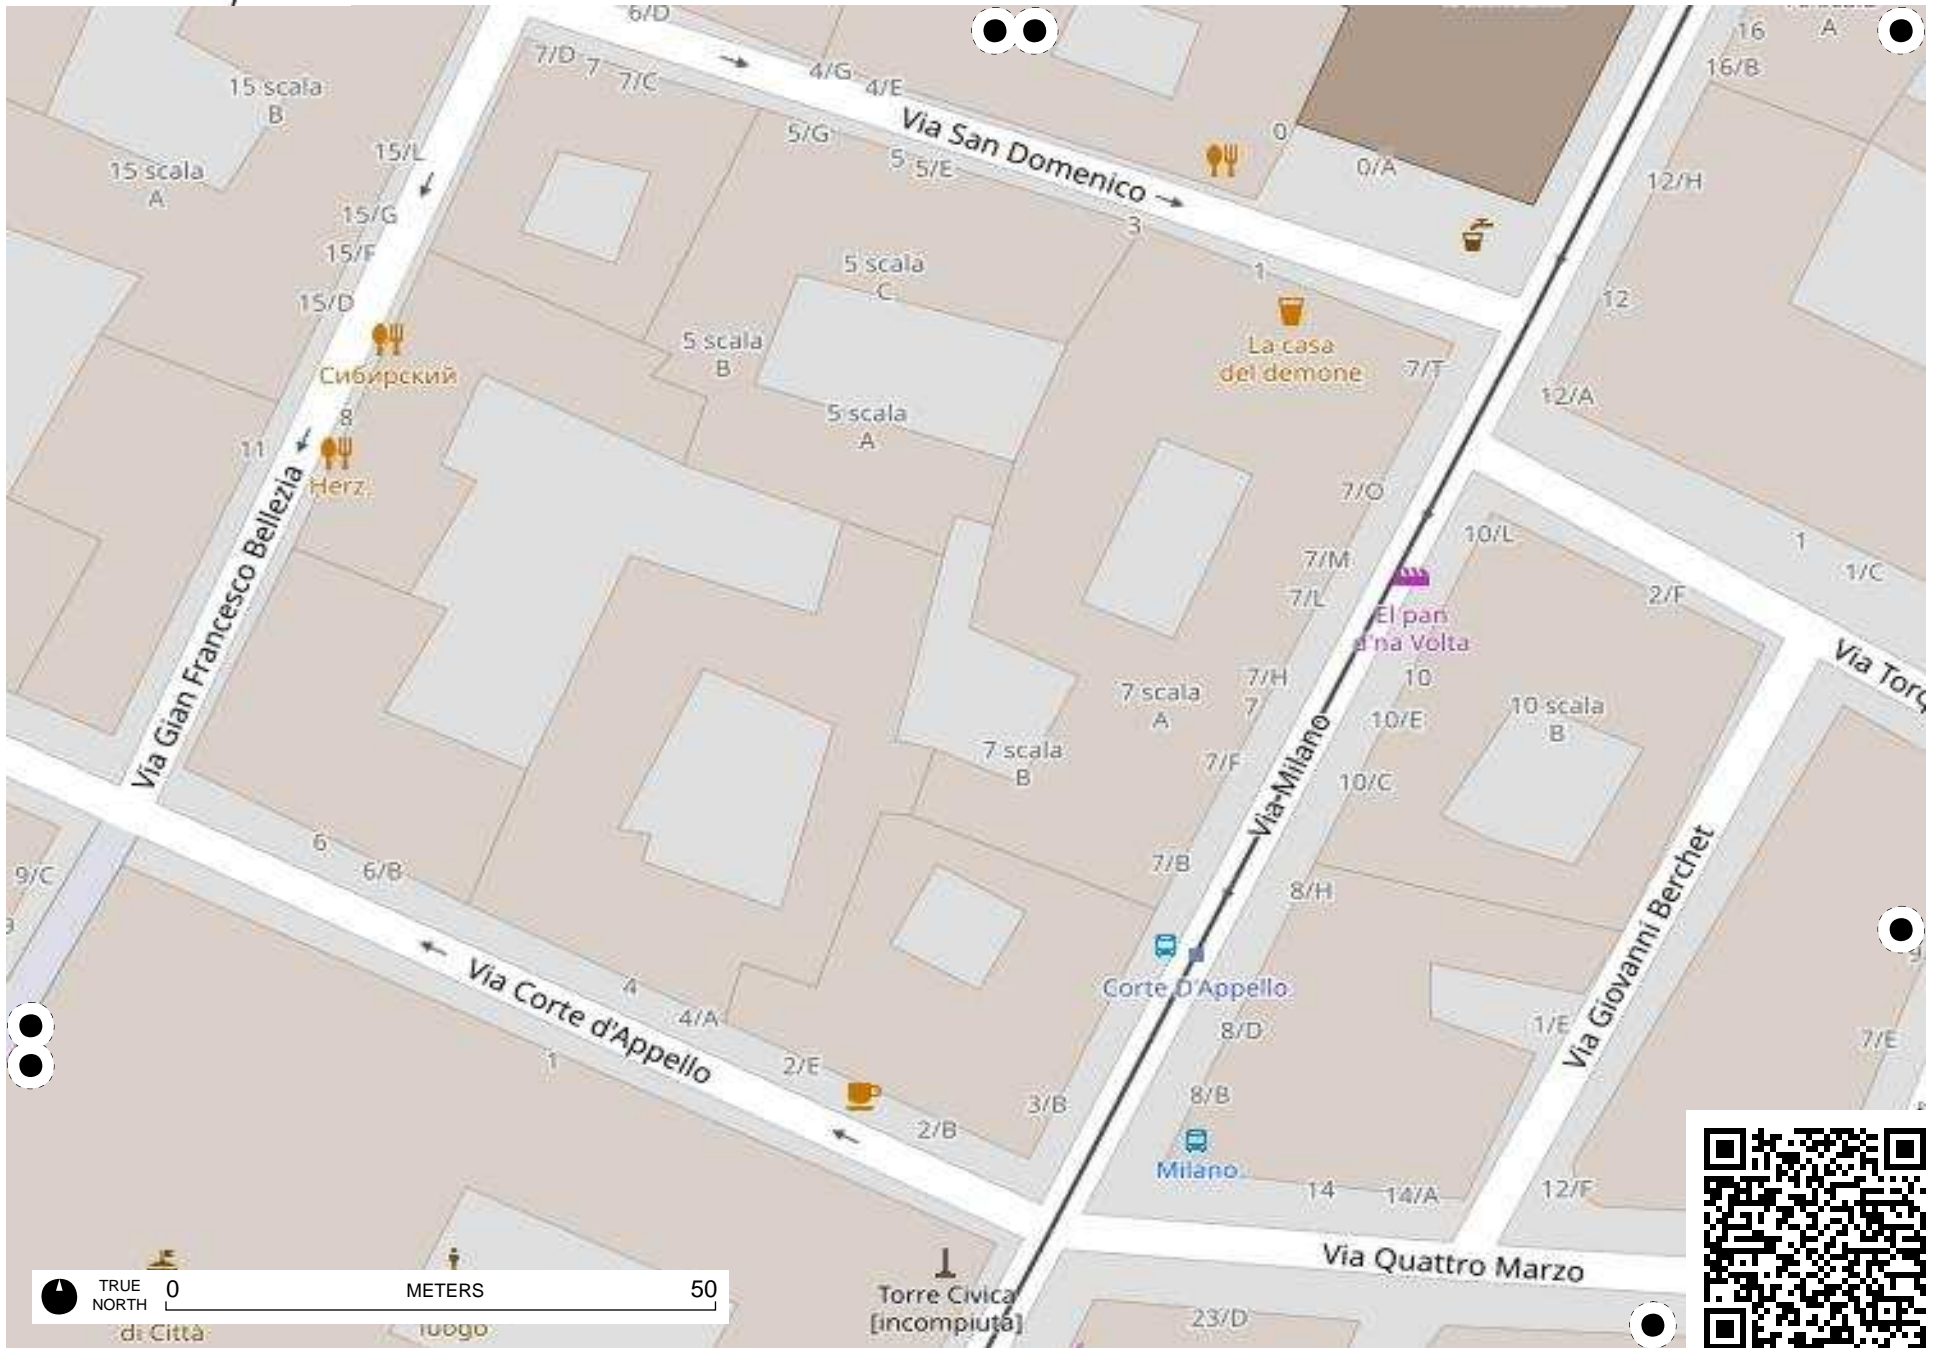 6/D
16
A
7/D
7
7/C
4/G
4/E
16/B
15 scala
B
Via San Domenico
5/G
5
5/E
0
0/A
15/L
15 scala
A
12/H
15/G
15/F
3
5 scala
C
1
15/D
12
5 scala
B
La casa
del demone
7/T
Сибирский
12/A
8
5 scala
A
11
Herz
7/O
10/L
1
1/C
7/M
7/L
2/F
El pan
d'na Volta
Via Gian Francesco Bellezia
7/H
7
10
7 scala
A
10/E
10 scala
B
7 scala
B
7/F
Via Milano
10/C
6
6/B
7/B
9/C
8/H
Via Giovanni Berchet
Corte D'Appello
4
4/A
Via Corte d'Appello
1
8/D
1/E
7/E
2/E
3/B
8/B
2/B
Milano
14
14/A
12/F
Via Quattro Marzo
TRUE
NORTH
0
METERS
50
Torre Civica
[incompiuta]
23/D
di Città
luogo